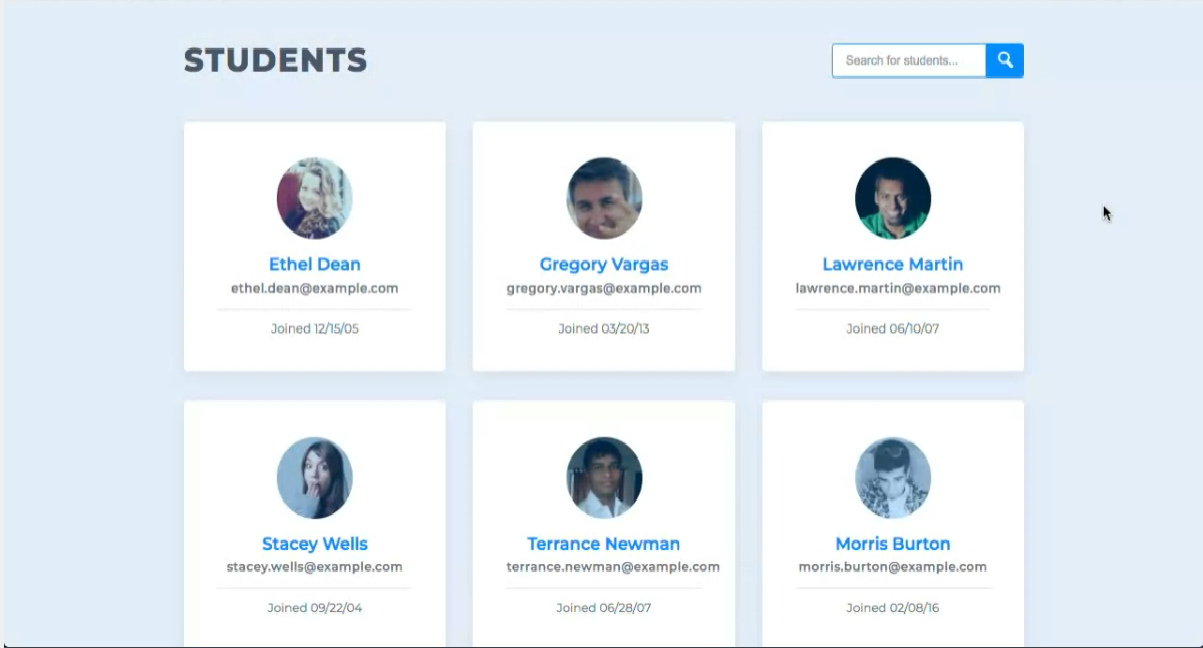 STUDENTS
Search for students...
Ethel Dean
ethel.dean@example.com
Joined 12/15/05
Gregory Vargas
gregory.vargas@example.com
Joined 03/20/13
Lawrence Martin
lawrence.martin@example.com
Joined 06/10/07
Stacey Wells
stacey.wells@example.com
Joined 09/22/04
Terrance Newman
terrance.newman@example.com
Joined 06/28/07
Morris Burton
morris.burton@example.com
Joined 02/08/16